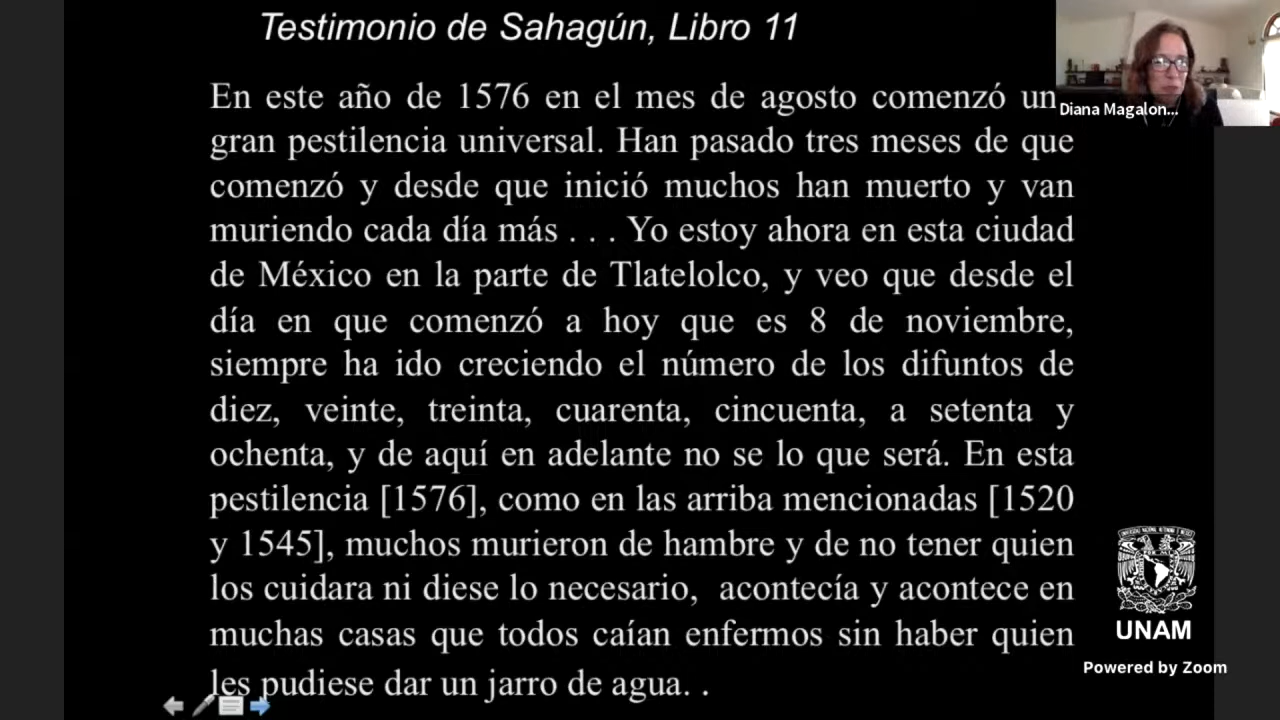 Testimonio de Sahagún, Libro 11
En este año de 1576 en el mes de agosto comenzó un
gran pestilencia universal. Han pasado tres meses de que
comenzó y desde que inició muchos han muerto y van
muriendo cada día más . . . Yo estoy ahora en esta ciudad
de México en la parte de Tlatelolco, y veo que desde el
día en que comenzó a hoy que es 8 de noviembre,
siempre ha ido creciendo el número de los difuntos de
diez, veinte, treinta, cuarenta, cincuenta, a setenta y
ochenta, y de aquí en adelante no se lo que será. En esta
pestilencia [1576], como en las arriba mencionadas [1520
y 1545], muchos murieron de hambre y de no tener quien
los cuidara ni diese lo necesario, acontecía y acontece en
muchas casas que todos caían enfermos sin haber quien
les pudiese dar un jarro de agua. .
Diana Magalon...
UNAM
Powered by Zoom